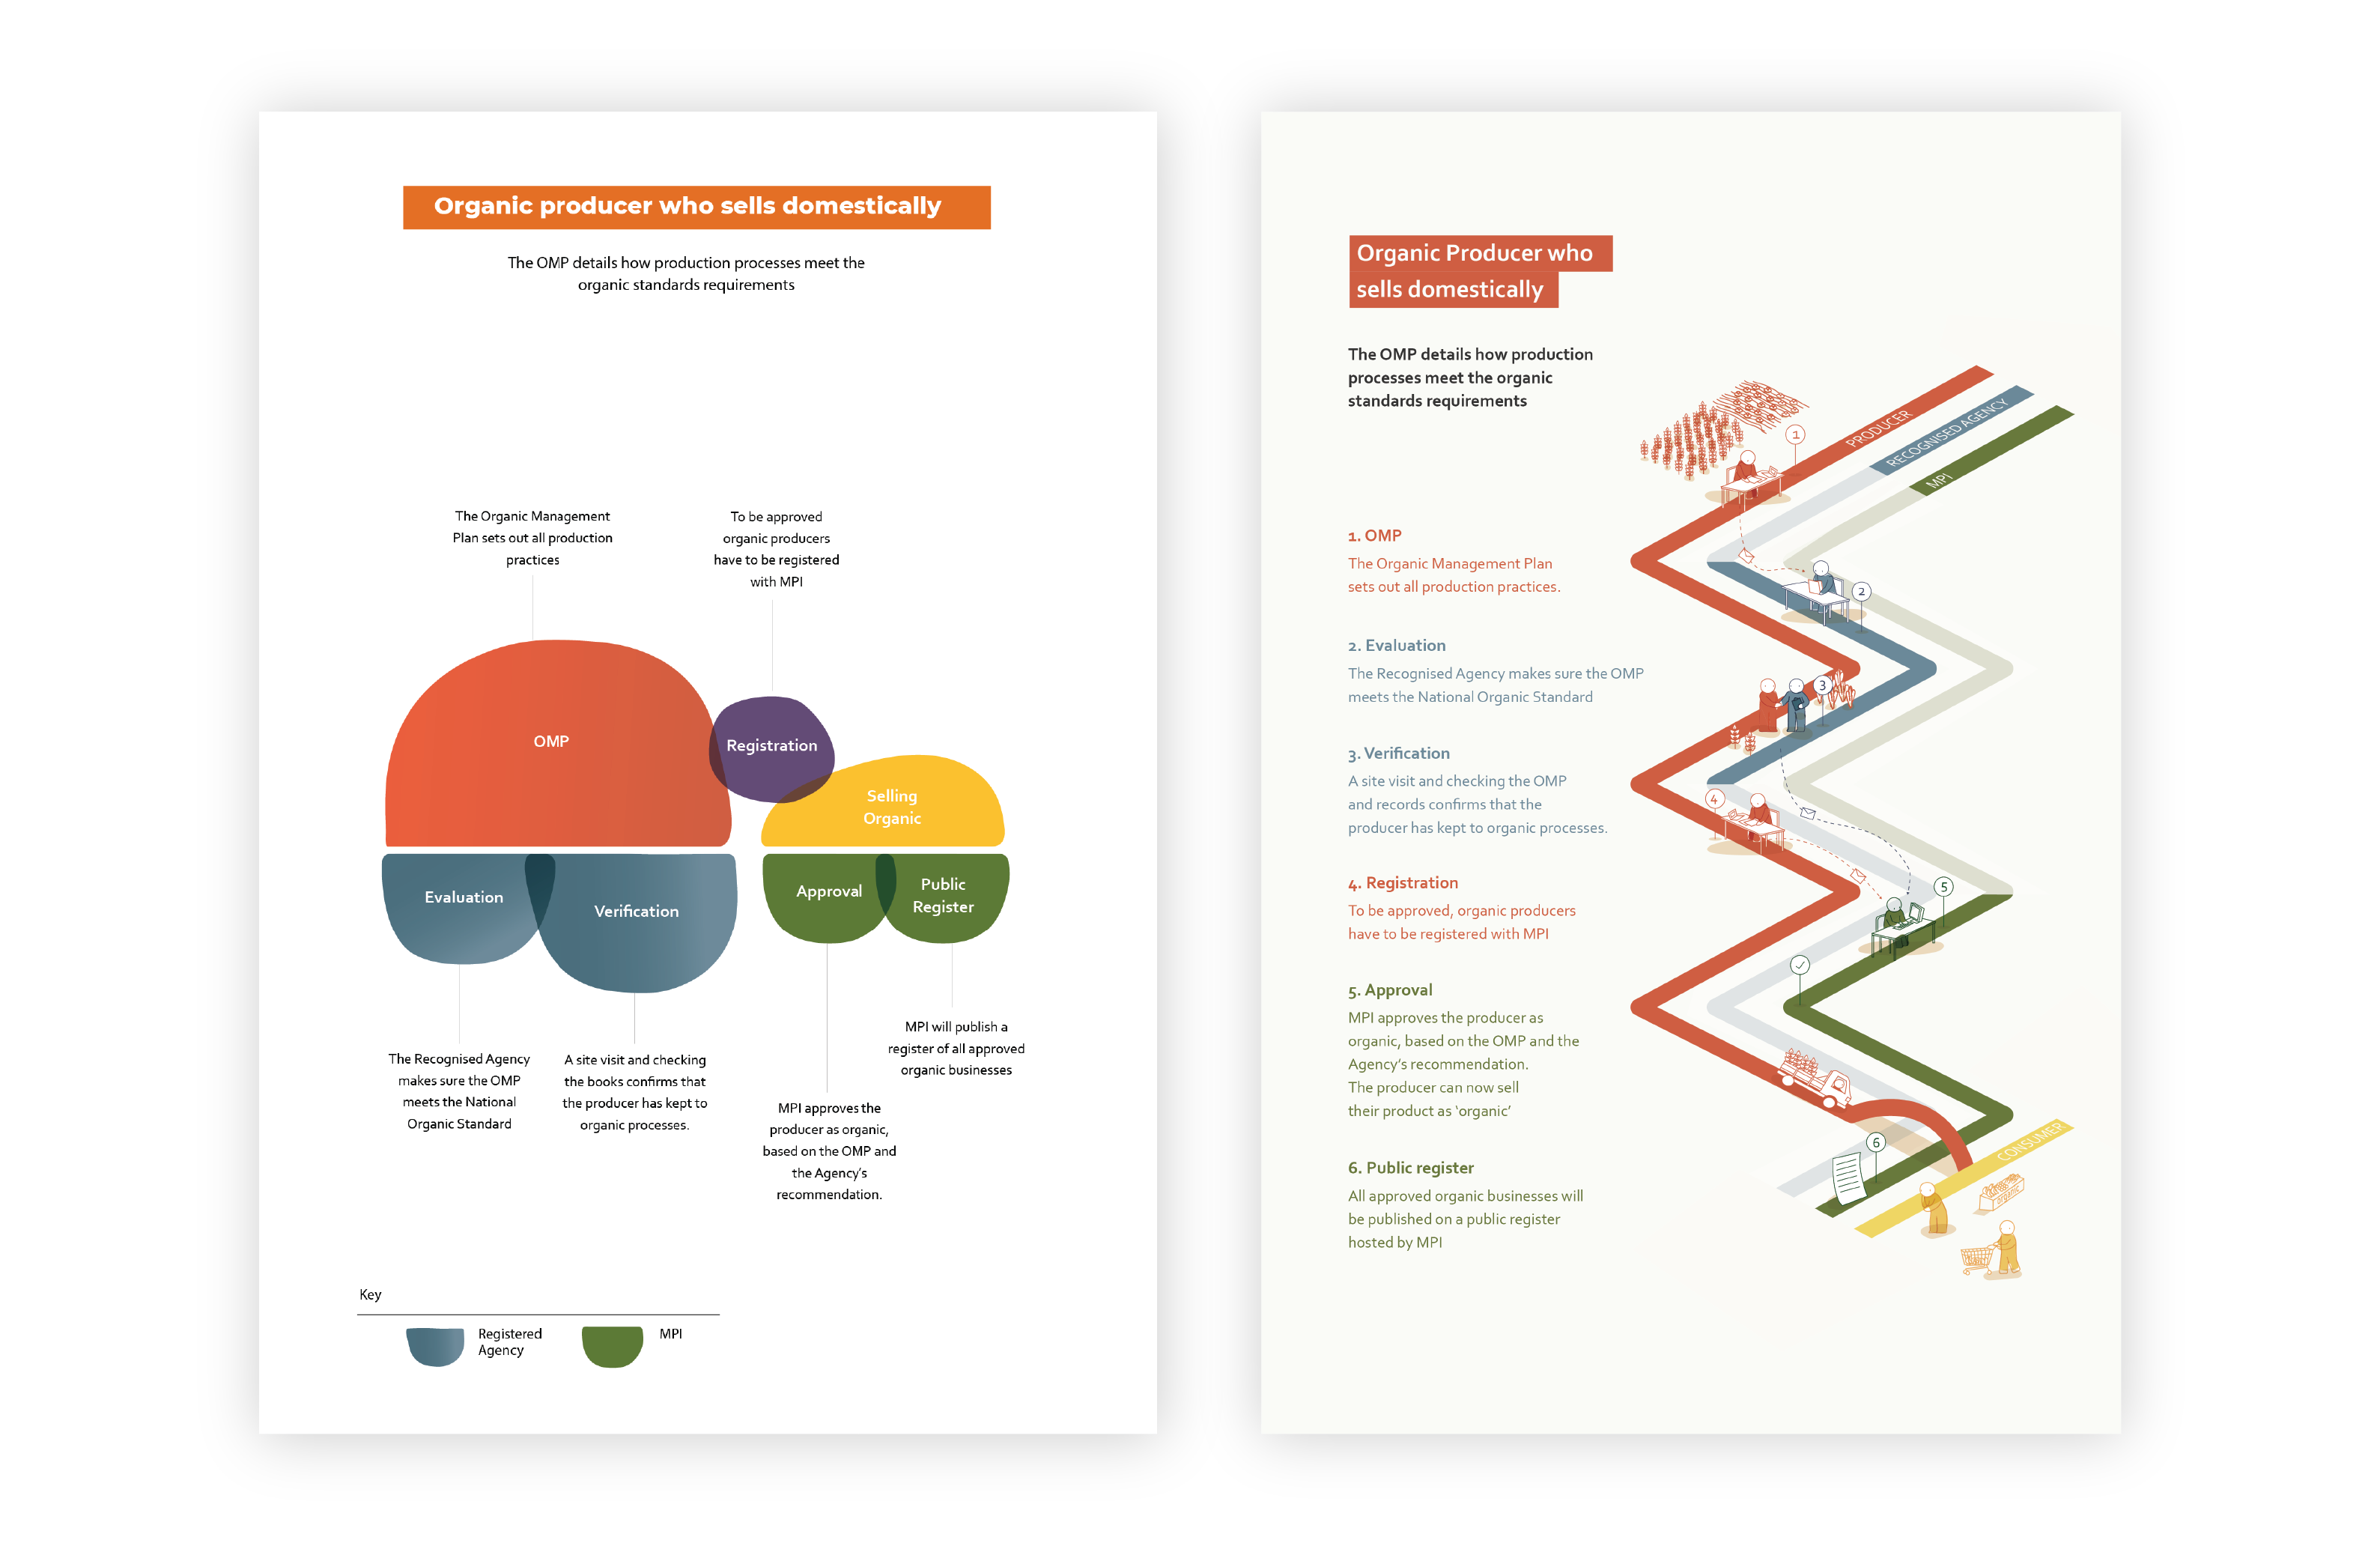 Organic producer who sells domestically
The OMP details how production processes meet the
organic standards requirements
The Organic Management
Plan sets out all production
practices
To be approved
organic producers
have to be registered
with MPI
OMP
Registration
Selling
Organic
Evaluation
Verification
Approval
Public
Register
The Recognised Agency
makes sure the OMP
meets the National
Organic Standard
A site visit and checking
the books confirms that
the producer has kept to
organic processes.
MPI approves the
producer as organic,
based on the OMP and
the Agency's
recommendation.
MPI will publish a
register of all approved
organic businesses
Key
Registered
Agency
MPI
Organic Producer who
sells domestically
The OMP details how production
processes meet the organic
standards requirements
1. OMP
The Organic Management Plan
sets out all production practices.
2. Evaluation
The Recognised Agency makes sure the OMP
meets the National Organic Standard
3. Verification
A site visit and checking the OMP
and records confirms that the
producer has kept to organic processes.
4. Registration
To be approved, organic producers
have to be registered with MPI
5. Approval
MPI approves the producer as
organic, based on the OMP and the
Agency's recommendation.
The producer can now sell
their product as ‘organic’
6. Public register
All approved organic businesses will
be published on a public register
hosted by MPI
PRODUCER
RECOGNISED AGENCY
MPI
1
2
3
4
5
6
CONSUMER
organic